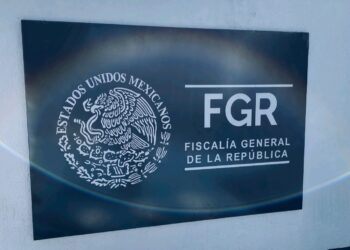 ESTADOS UNIDOS MEXICANOS
FGR
FISCALÍA GENERAL
DE LA REPÚBLICA